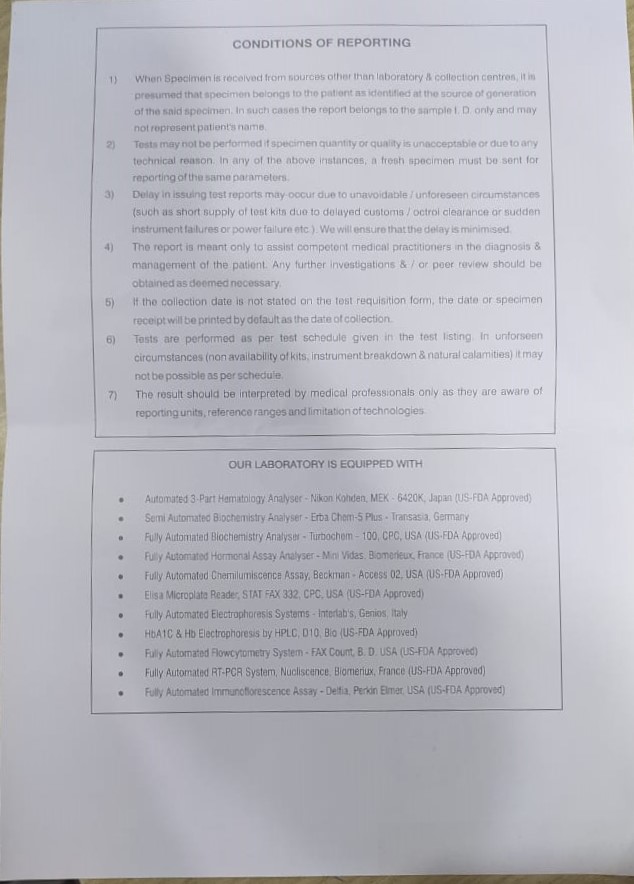 CONDITIONS OF REPORTING
1) When Specimen is received from sources other than laboratory & collection centres, it is
presumed that specimen belongs to the patient as identified at the source of generation
of the said specimen. In such cases the report belongs to the sample I. D. only and may
not represent patient's name.
2) Tests may not be performed if specimen quantity or quality is unacceptable or due to any
technical reason. In any of the above instances, a fresh specimen must be sent for
reporting of the same parameters.
3) Delay in issuing test reports may occur due to unavoidable / unforeseen circumstances
(such as short supply of test kits due to delayed customs / octroi clearance or sudden
instrument failures or power failure etc.). We will ensure that the delay is minimised.
4) The report is meant only to assist competent medical practitioners in the diagnosis &
management of the patient. Any further investigations & / or peer review should be
obtained as deemed necessary.
5) If the collection date is not stated on the test requisition form, the date or specimen
receipt will be printed by default as the date of collection.
6) Tests are performed as per test schedule given in the test listing. In unforseen
circumstances (non availability of kits, instrument breakdown & natural calamities) it may
not be possible as per schedule.
7) The result should be interpreted by medical professionals only as they are aware of
reporting units, reference ranges and limitation of technologies.
OUR LABORATORY IS EQUIPPED WITH
• Automated 3-Part Hematology Analyser - Nikon Kohden, MEK - 6420K, Japan (US-FDA Approved)
• Semi Automated Biochemistry Analyser - Erba Chem-5 Plus - Transasia, Germany
• Fully Automated Biochemistry Analyser - Turbochem - 100, CPC, USA (US-FDA Approved)
• Fully Automated Hormonal Assay Analyser - Mini Vidas, Biomerieux, France (US-FDA Approved)
• Fully Automated Chemilumiscence Assay, Beckman - Access 02, USA (US-FDA Approved)
• Elisa Microplate Reader, STAT FAX 332, CPC, USA (US-FDA Approved)
• Fully Automated Electrophoresis Systems - Interlab's, Genios, Italy
• HbA1C & Hb Electrophoresis by HPLC, D10, Bio (US-FDA Approved)
• Fully Automated Flowcytometry System - FAX Count, B. D. USA (US-FDA Approved)
• Fully Automated RT-PCR System, Nucliscence, Biomeriux, France (US-FDA Approved)
• Fully Automated Immunoflorescence Assay - Delfia, Perkin Elmer, USA (US-FDA Approved)